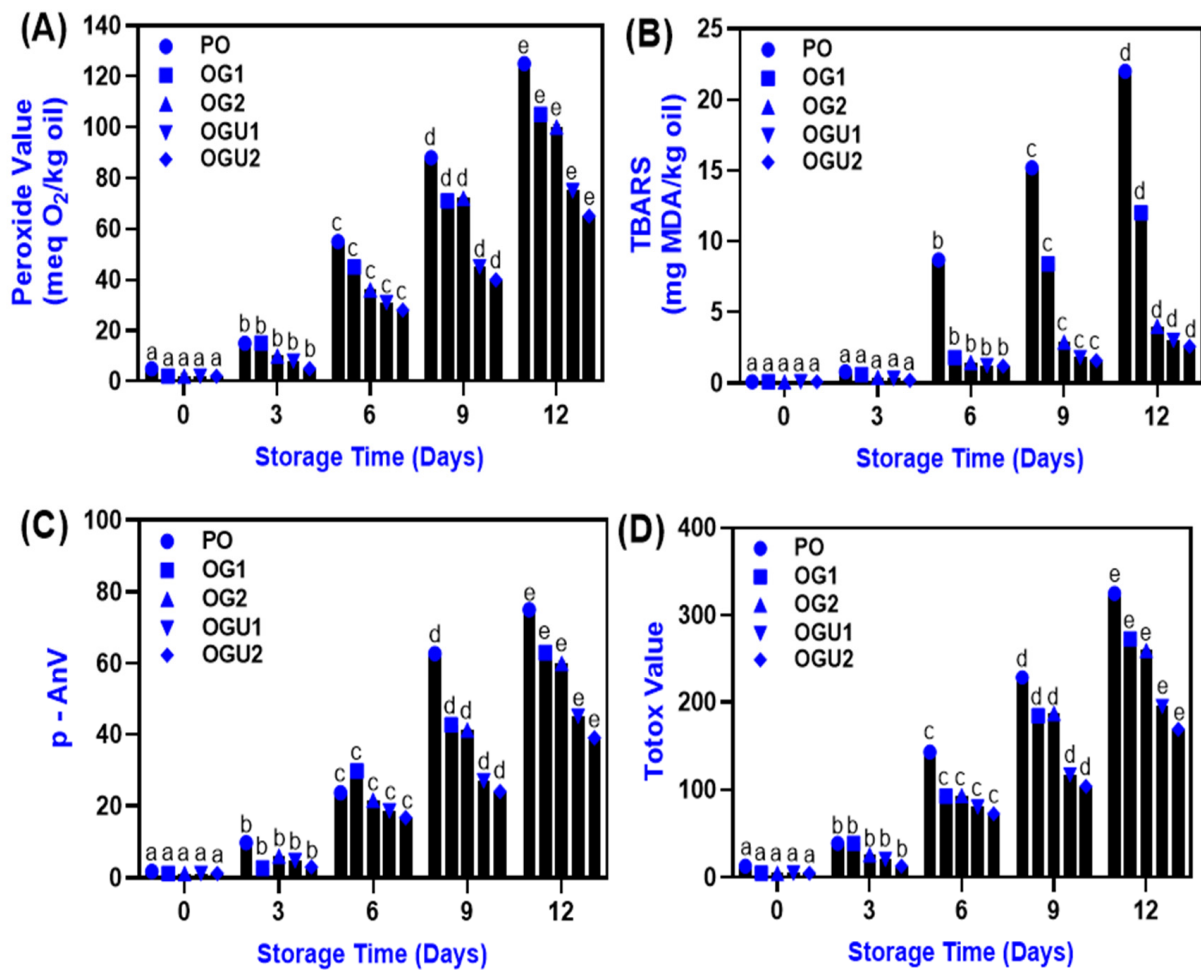 (A)
Peroxide Value
(meq O₂/kg oil)
140
120
100
80
60
40
20
0
PO
OG1
OG2
OGU1
OGU2
a a a a a
b b b b b
c c c c c
d d d d d
e e e e e
0 3 6 9 12
Storage Time (Days)
(B)
TBARS
(mg MDA/kg oil)
25
20
15
10
5
0
PO
OG1
OG2
OGU1
OGU2
a a a a a
a a a a a
b b b b b
c c c c c
d d d d d
0 3 6 9 12
Storage Time (Days)
(C)
p - AnV
100
80
60
40
20
0
PO
OG1
OG2
OGU1
OGU2
a a a a a
b b b b b
c c c c c
d d d d d
e e e e e
0 3 6 9 12
Storage Time (Days)
(D)
Totox Value
400
300
200
100
0
PO
OG1
OG2
OGU1
OGU2
a a a a a
b b b b b
c c c c c
d d d d d
e e e e e
0 3 6 9 12
Storage Time (Days)